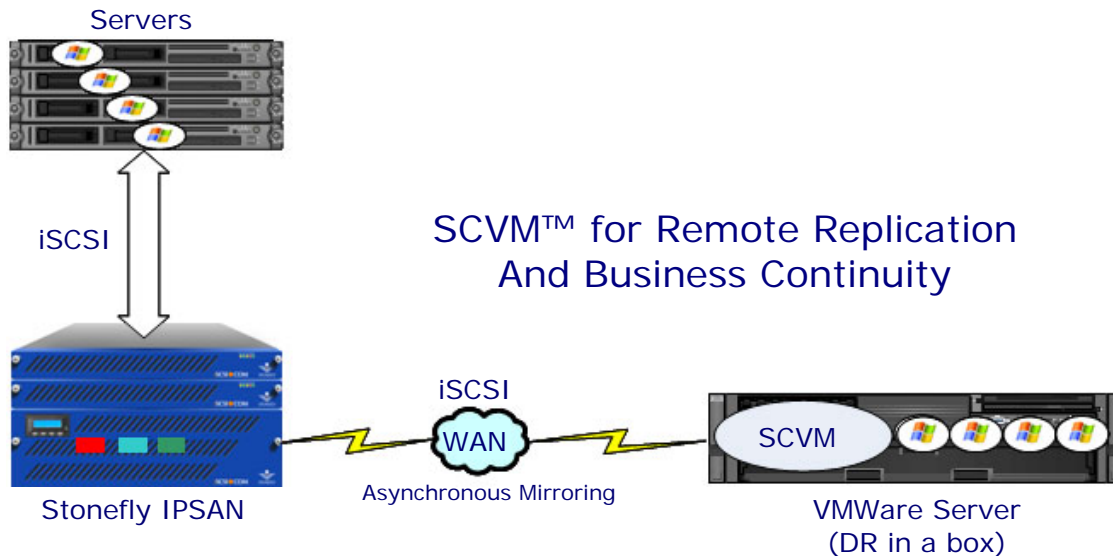 Servers
iSCSI
SCVM™ for Remote Replication
And Business Continuity
iSCSI
WAN
Asynchronous Mirroring
SCVM
Stonefly IPSAN
VMWare Server
(DR in a box)